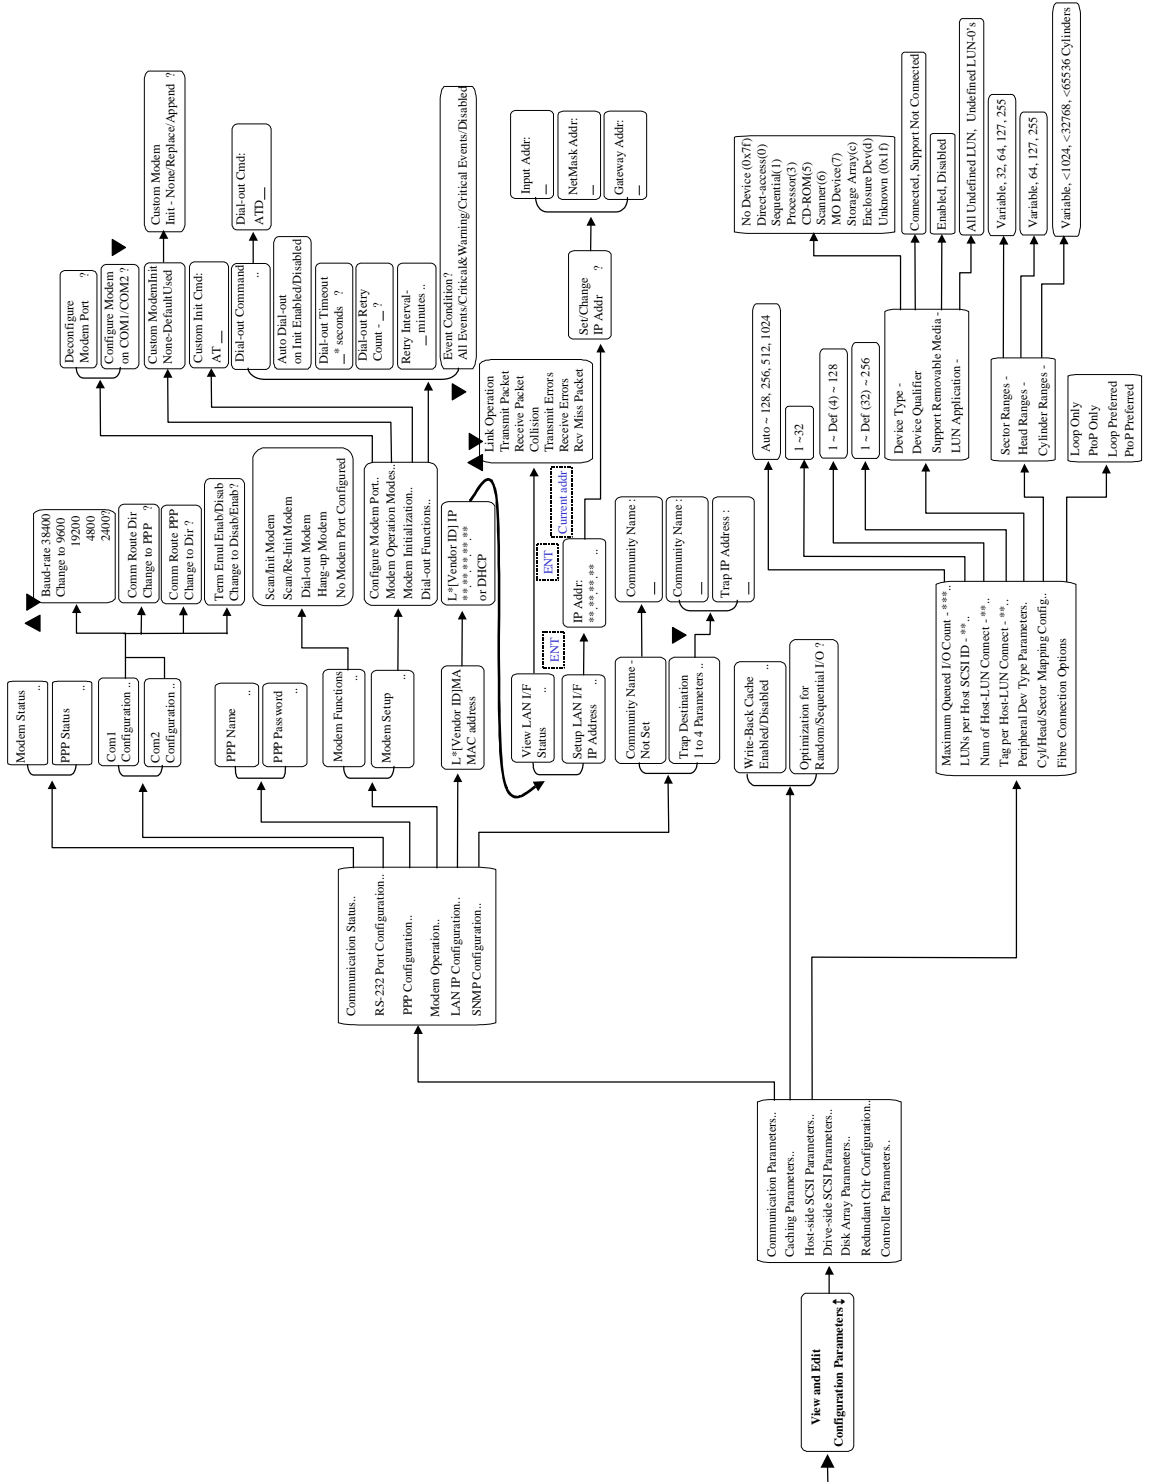 View and Edit
Configuration Parameters
Communication Parameters..
Caching Parameters..
Host-side SCSI Parameters..
Drive-side SCSI Parameters..
Disk Array Parameters..
Redundant Ctlr Configuration..
Controller Parameters..
Communication Status..
RS-232 Port Configuration..
PPP Configuration..
Modem Operation..
LAN IP Configuration..
SNMP Configuration..
Modem Status
..
PPP Status
..
Com1
Configuration ..
Com2
Configuration ..
Baud-rate 38400
Change to 9600
19200
4800
2400?
Comm Route Dir
Change to PPP ?
Comm Route PPP
Change to Dir ?
Term Emul Enab/Disab
Change to Disab/Enab?
PPP Name
..
PPP Password
..
Modem Functions
..
Modem Setup
..
Scan/Init Modem
Scan/Re-Init Modem
Dial-out Modem
Hang-up Modem
No Modem Port Configured
Configure Modem Port..
Modem Operation Modes..
Modem Initialization..
Dial-out Functions..
Deconfigure
Modem Port ?
Configure Modem
on COM1/COM2 ?
Custom ModemInit
None-DefaultUsed
Custom Modem
Init - None/Replace/Append ?
Custom Init Cmd:
AT __
Dial-out Command
..
Dial-out Cmd:
ATD__
Auto Dial-out
on Init Enabled/Disabled
Dial-out Timeout
__* seconds ?
Dial-out Retry
Count - __ ?
Retry Interval-
__ minutes ..
Event Condition?
All Events/Critical&Warning/Critical Events/Disabled
L*[Vendor ID]MA
MAC address
L*[Vendor ID] IP
**.**.**.**.**
or DHCP
View LAN I/F
Status ..
Setup LAN I/F
IP Address ..
ENT
ENT
Current addr
Link Operation
Transmit Packet
Receive Packet
Collision
Transmit Errors
Receive Errors
Rcv Miss Packet
IP Addr:
**.**.**.** ..
Set/Change
IP Addr ?
Input Addr:
__
NetMask Addr:
__
Gateway Addr:
__
Community Name -
Not Set
Trap Destination
1 to 4 Parameters ..
Community Name :
__
Community Name :
__
Trap IP Address :
__
Write-Back Cache
Enabled/Disabled ..
Optimization for
Random/Sequential I/O ?
Maximum Queued I/O Count - ***..
LUNs per Host SCSI ID - **..
Num of Host-LUN Connect - **..
Tag per Host-LUN Connect - **..
Peripheral Dev Type Parameters.
Cyl/Head/Sector Mapping Config..
Fibre Connection Options
Auto ~ 128, 256, 512, 1024
1 ~32
1 ~ Def (4) ~ 128
1 ~ Def (32) ~ 256
Device Type -
Device Qualifier
Support Removable Media -
LUN Application -
No Device (0x7f)
Direct-access(0)
Sequential(1)
Processor(3)
CD-ROM(5)
Scanner(6)
MO Device(7)
Storage Array(c)
Enclosure Dev(d)
Unknown (0x1f)
Connected, Support Not Connected
Enabled, Disabled
All Undefined LUN, Undefined LUN-0's
Sector Ranges -
Head Ranges -
Cylinder Ranges -
Variable, 32, 64, 127, 255
Variable, 64, 127, 255
Variable, <1024, <32768, <65536 Cylinders
Loop Only
PtoP Only
Loop Preferred
PtoP Preferred